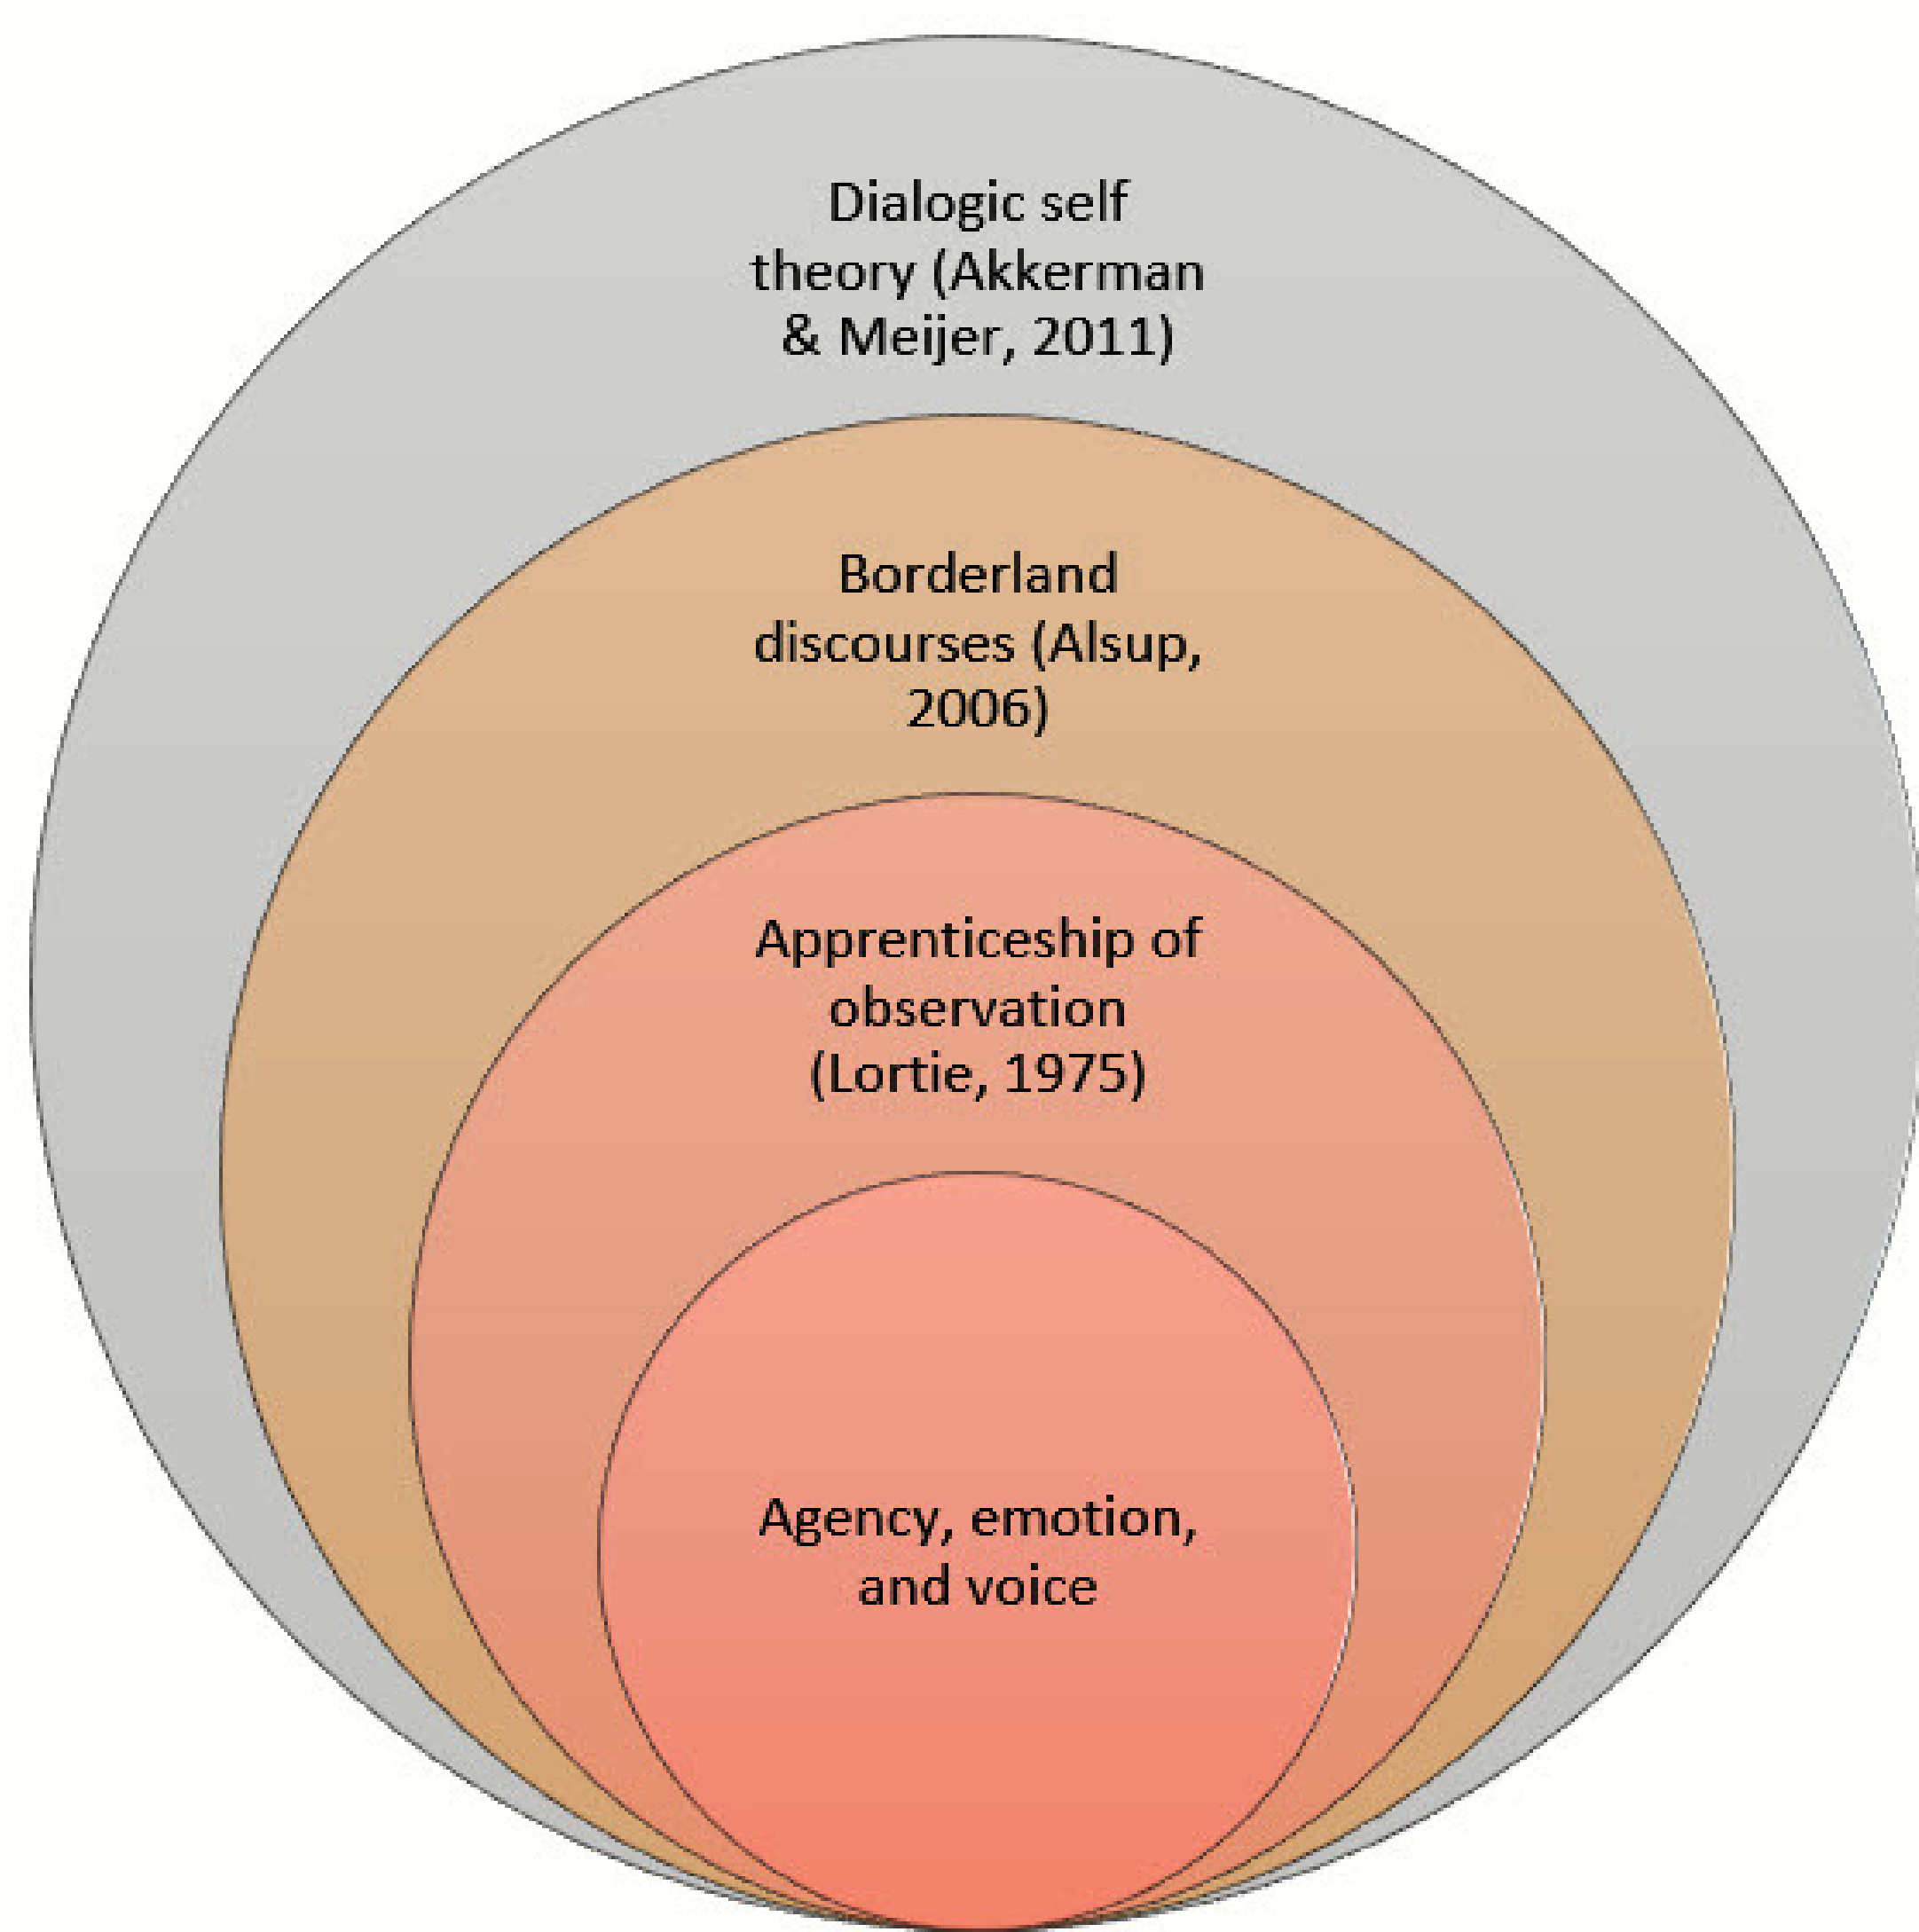 Dialogic self
theory (Akkerman
& Meijer, 2011)
Borderland
discourses (Alsup,
2006)
Apprenticeship of
observation
(Lortie, 1975)
Agency, emotion,
and voice